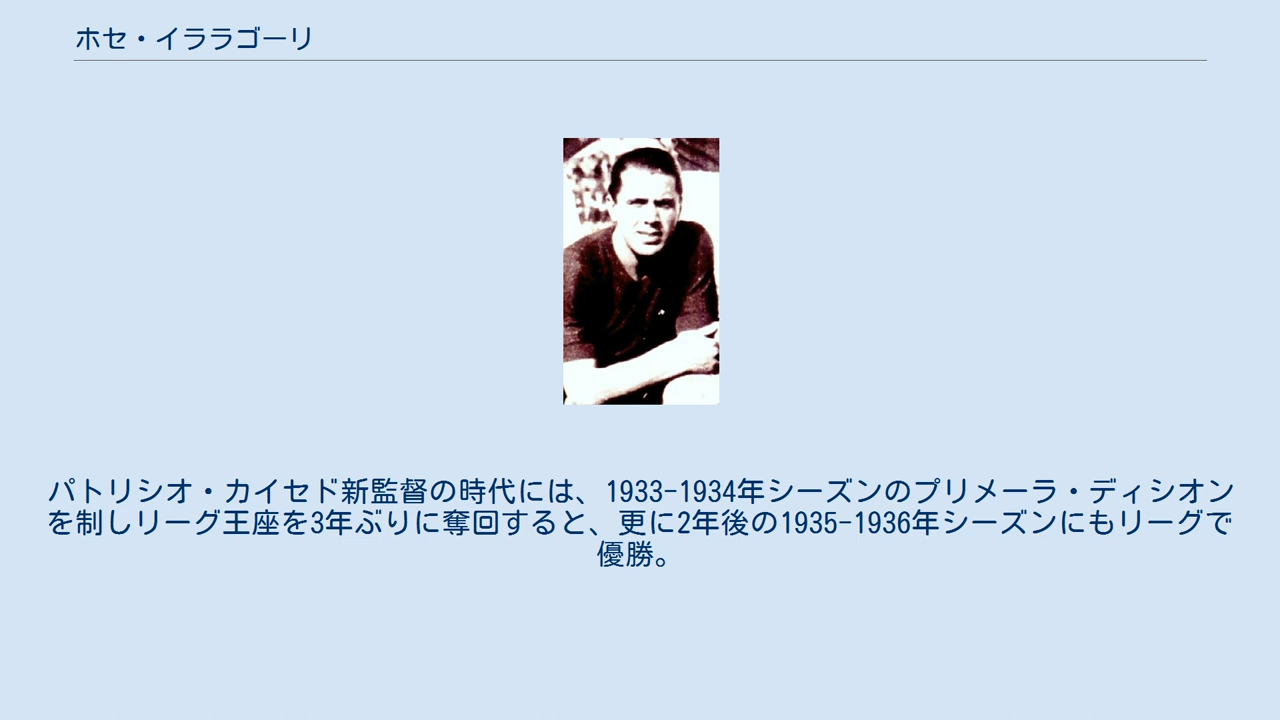 ホセ・イララゴーリ
パトリシオ・カイセド新監督の時代には、1933-1934年シーズンのプリメーラ・ディシオン
を制しリーグ王座を3年ぶりに奪回すると、更に2年後の1935-1936年シーズンにもリーグで
優勝。